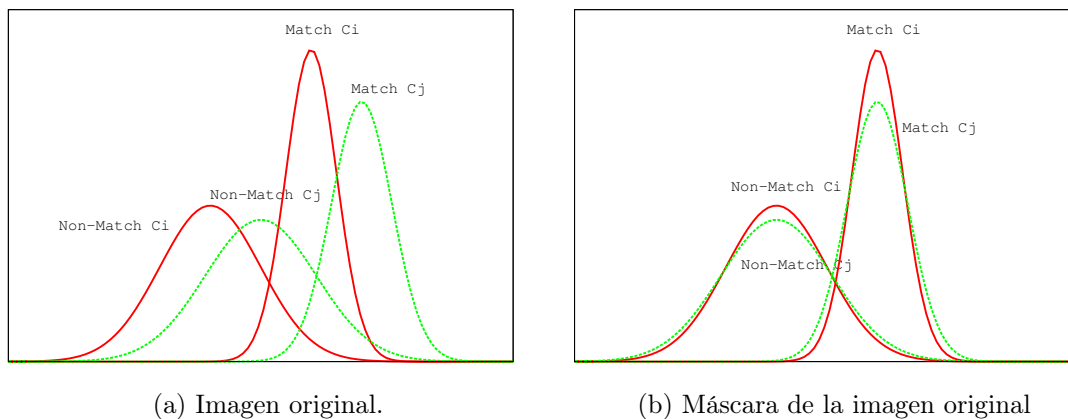 Match Ci
Match Cj
Non-Match Cj
Non-Match Ci
(a) Imagen original.
Match Ci
Match Cj
Non-Match Ci
Non-Match Cj
(b) Máscara de la imagen original